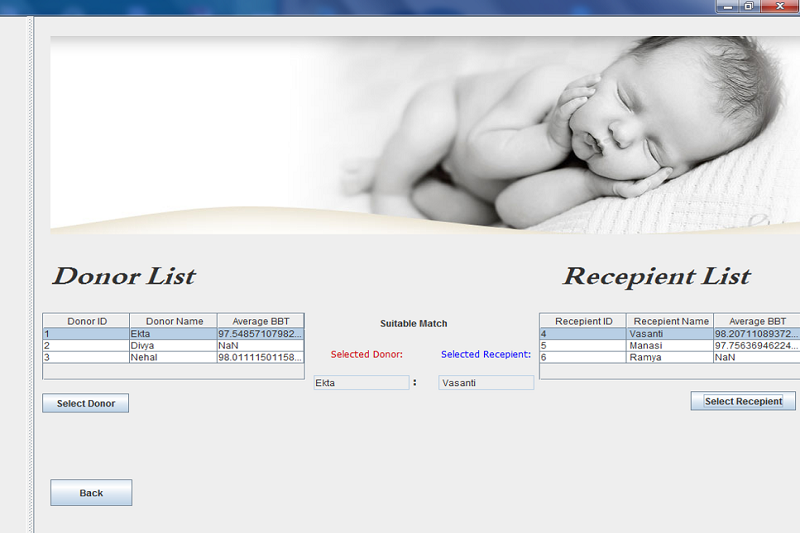 Donor List
Recepient List
Donor ID Donor Name Average BBT
1 Ekta 97.54857107982...
2 Divya NaN
3 Nehal 98.01111501158...
Suitable Match
Selected Donor: Selected Recepient:
Ekta : Vasanti
Recepient ID Recepient Name Average BBT
4 Vasanti 98.20711089372...
5 Manasi 97.75636946224...
6 Ramya NaN
Select Donor
Select Recepient
Back